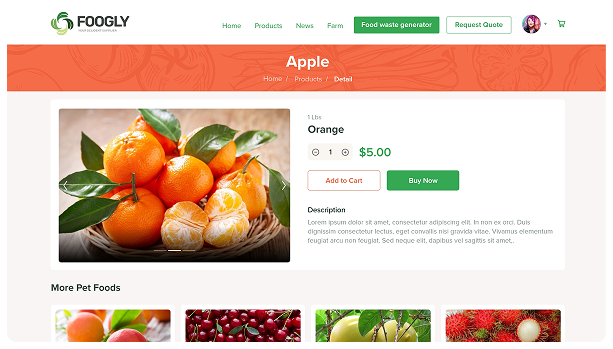 FOOGLY
YOUR DILIGENT SUPPLIER
Home Products News Farm Food waste generator Request Quote
Apple
Home / Products / Detail
1 Lbs
Orange
1 $5.00
Add to Cart Buy Now
Description
Lorem ipsum dolor sit amet, consectetur adipiscing elit. In non ex orci. Duis
dignissim consectetur lectus, eget convallis nisi gravida vitae. Vivamus elementum
feugiat arcu non feugiat. Sed neque elit, dapibus vel sagittis sit amet,.
More Pet Foods